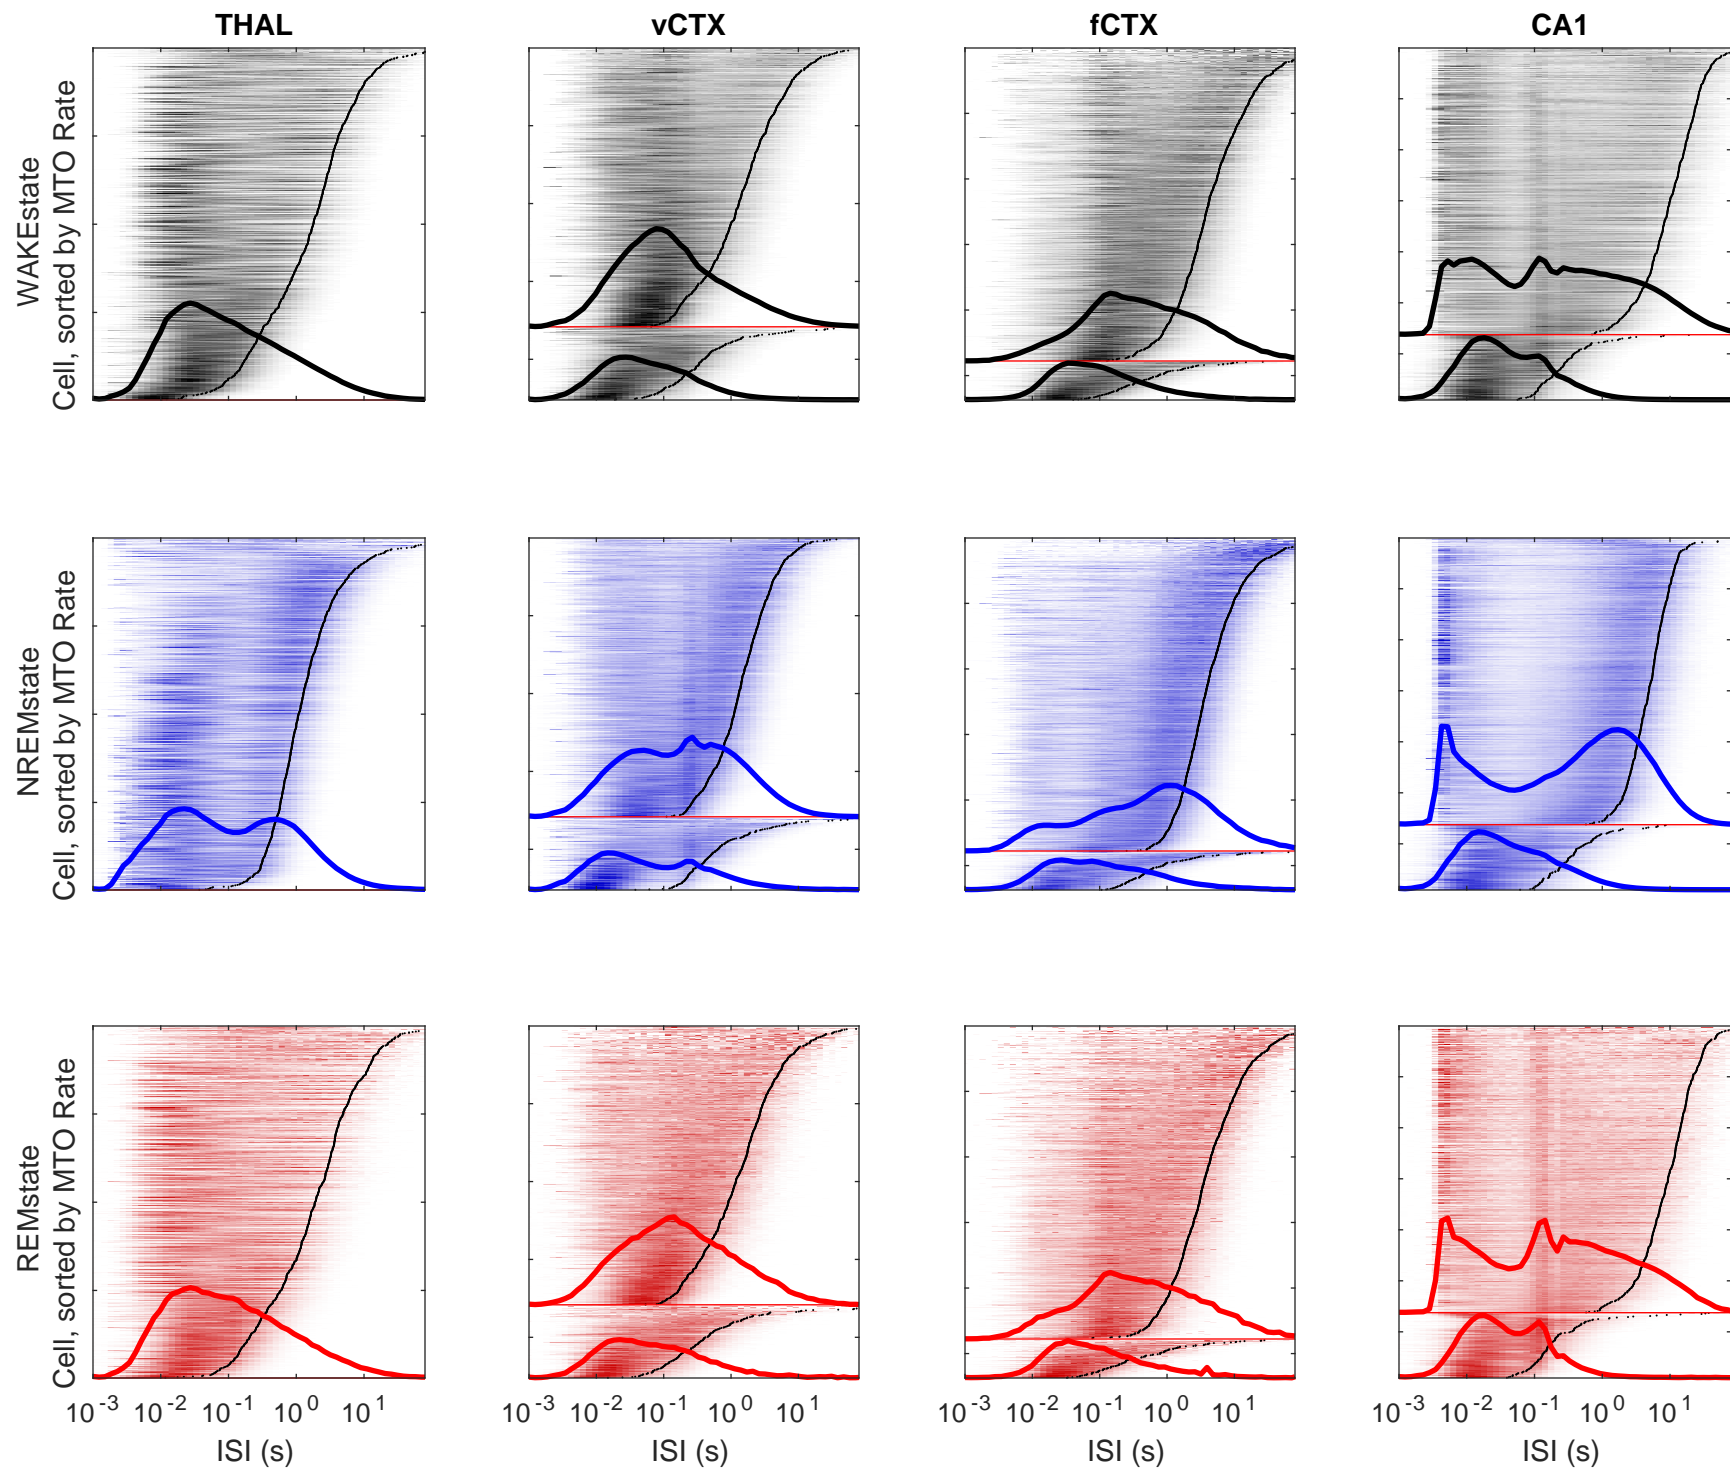 THAL vCTX fCTX CA1
WAKEstate
Cell, sorted by MTO Rate
NREMstate
Cell, sorted by MTO Rate
REMstate
Cell, sorted by MTO Rate
10^-3 10^-2 10^-1 10^0 10^1 10^-3 10^-2 10^-1 10^0 10^1 10^-3 10^-2 10^-1 10^0 10^1 10^-3 10^-2 10^-1 10^0 10^1
ISI (s) ISI (s) ISI (s) ISI (s)